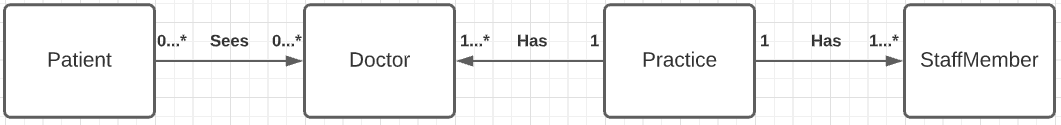 0...* Sees 0...* 1...* Has 1 1 Has 1...*
Patient Doctor Practice StaffMember